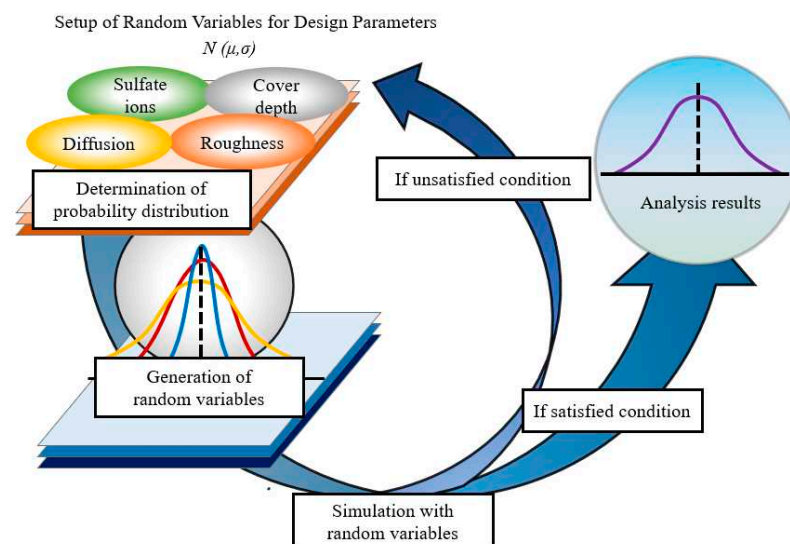 Setup of Random Variables for Design Parameters
N (μ,σ)
Sulfate
ions
Cover
depth
Diffusion
Roughness
Determination of
probability distribution
Generation of
random variables
Simulation with
random variables
If unsatisfied condition
If satisfied condition
Analysis results